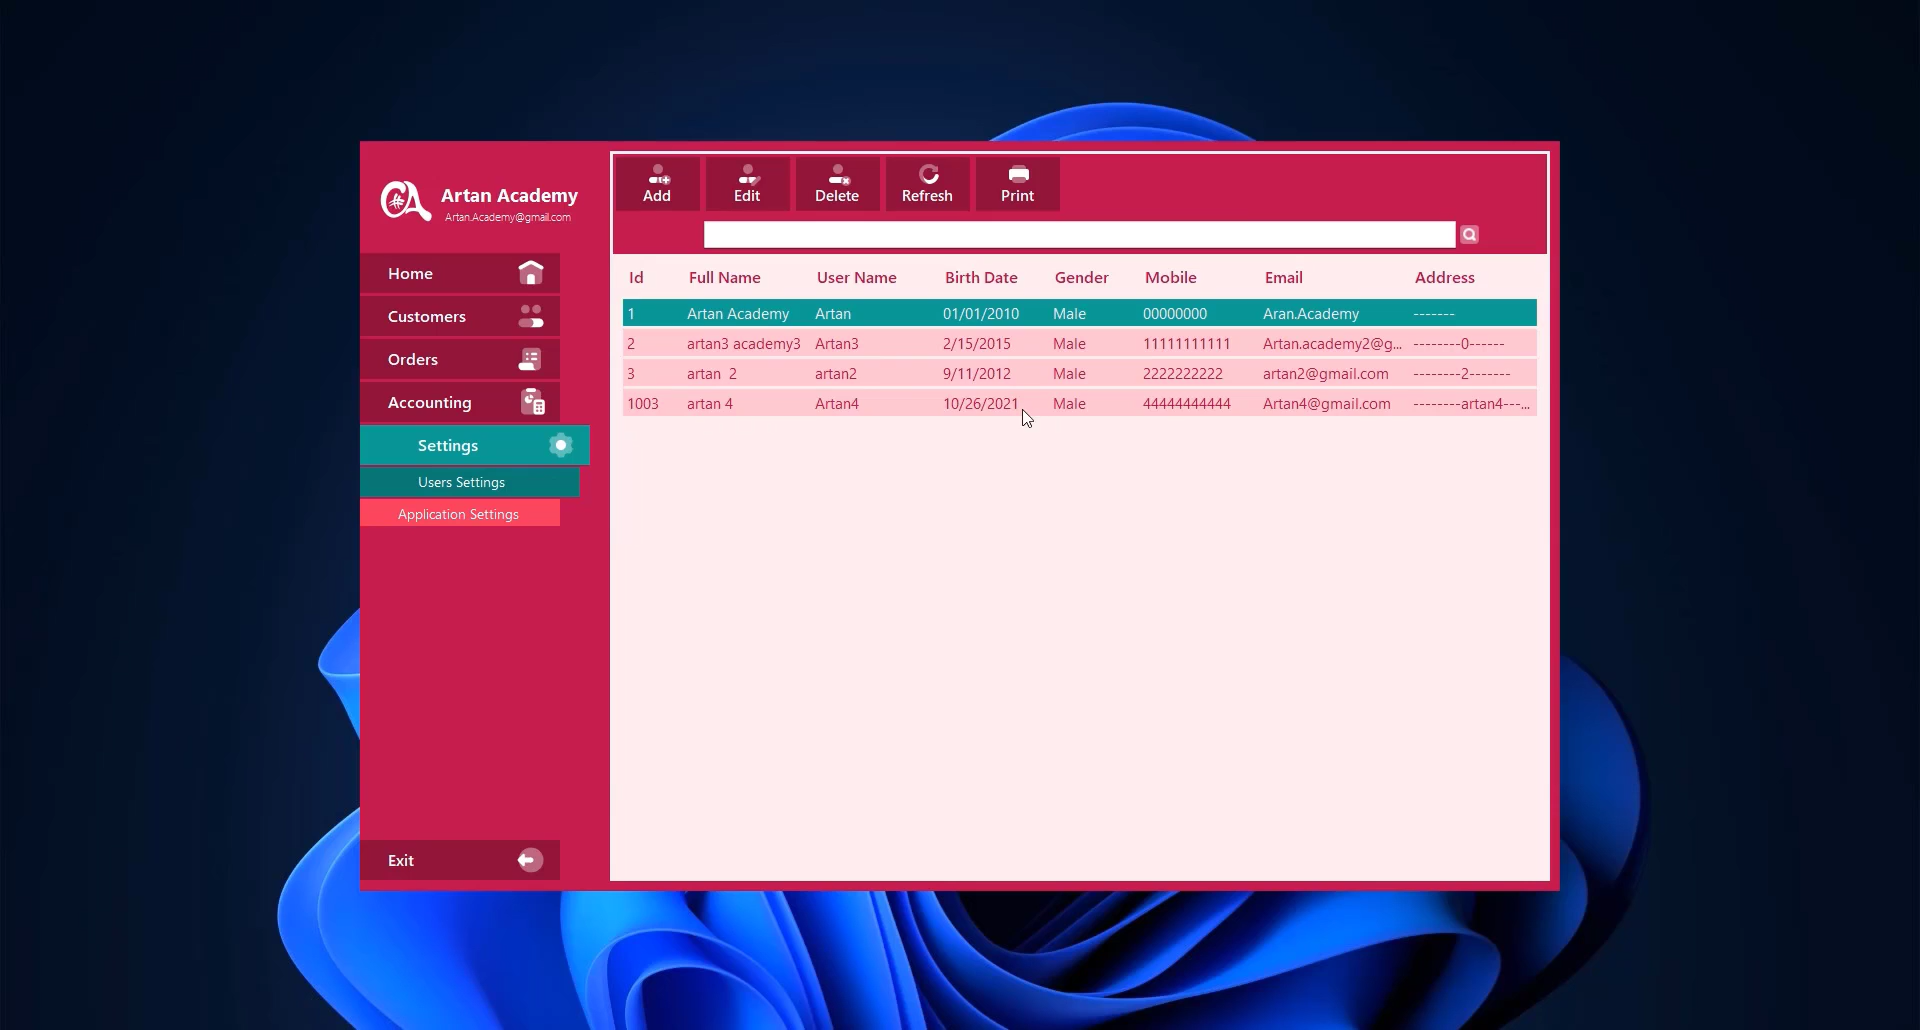 Artan Academy
Artan.Academy@gmail.com
Home
Customers
Orders
Accounting
Settings
Users Settings
Application Settings
Exit
Add Edit Delete Refresh Print
Id Full Name User Name Birth Date Gender Mobile Email Address
1 Artan Academy Artan 01/01/2010 Male 00000000 Aran.Academy -------
2 artan3 academy3 Artan3 2/15/2015 Male 11111111111 Artan.academy2@g... --------0------
3 artan  2 artan2 9/11/2012 Male 2222222222 artan2@gmail.com --------2-------
1003 artan 4 Artan4 10/26/2021 Male 44444444444 Artan4@gmail.com --------artan4---...